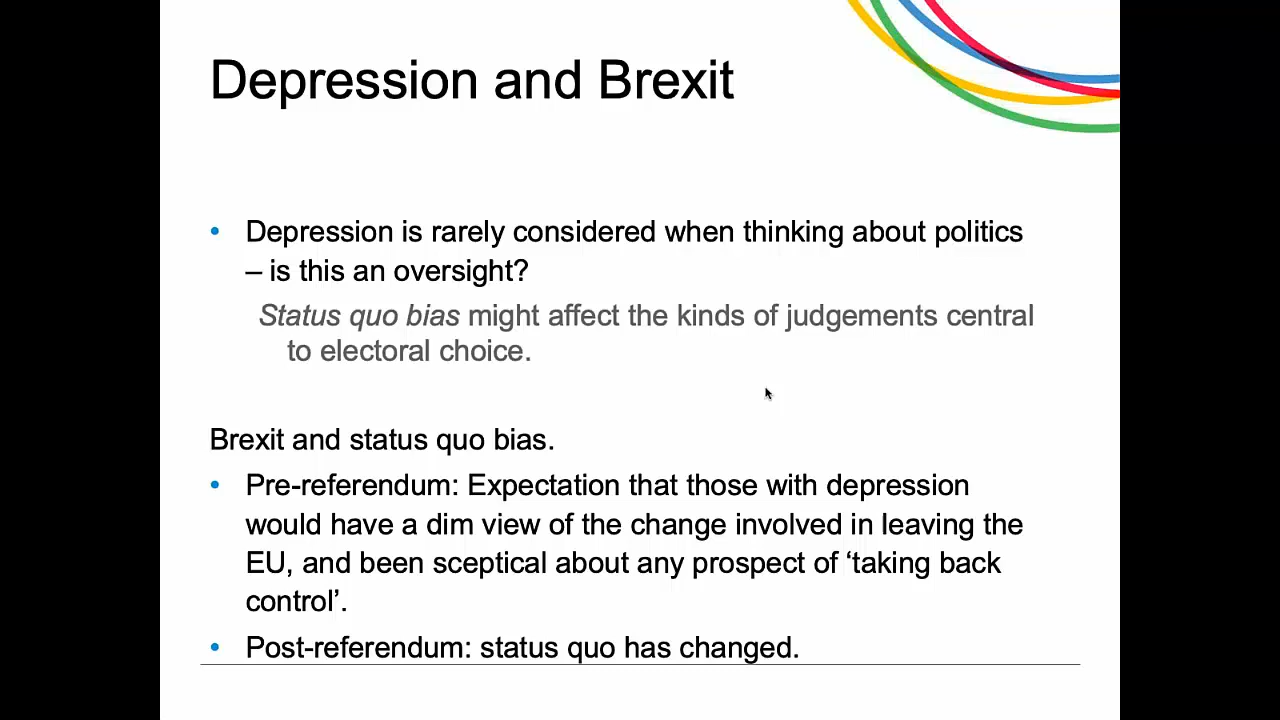 Depression and Brexit
• Depression is rarely considered when thinking about politics
– is this an oversight?
Status quo bias might affect the kinds of judgements central
to electoral choice.
Brexit and status quo bias.
• Pre-referendum: Expectation that those with depression
would have a dim view of the change involved in leaving the
EU, and been sceptical about any prospect of ‘taking back
control’.
• Post-referendum: status quo has changed.